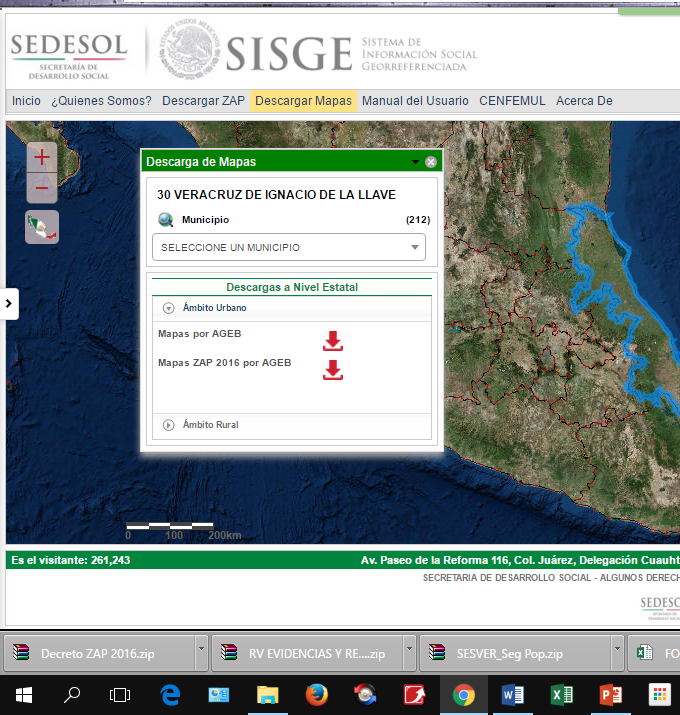 SEDESOL
SECRETARÍA DE
DESARROLLO SOCIAL
ESTADOS UNIDOS MEXICANOS
SISGE
SISTEMA DE
INFORMACIÓN SOCIAL
GEORREFERENCIADA
Inicio ¿Quienes Somos? Descargar ZAP Descargar Mapas Manual del Usuario CENFEMUL Acerca De
+
−
Descarga de Mapas
30 VERACRUZ DE IGNACIO DE LA LLAVE
Municipio (212)
SELECCIONE UN MUNICIPIO
Descargas a Nivel Estatal
Ámbito Urbano
Mapas por AGEB
Mapas ZAP 2016 por AGEB
Ámbito Rural
0 100 200km
Es el visitante: 261,243 Av. Paseo de la Reforma 116, Col. Juárez, Delegación Cuauht
SECRETARIA DE DESARROLLO SOCIAL - ALGUNOS DERECH
SEDESO
Decreto ZAP 2016.zip RV EVIDENCIAS Y RE....zip SESVER_Seg Pop.zip FO